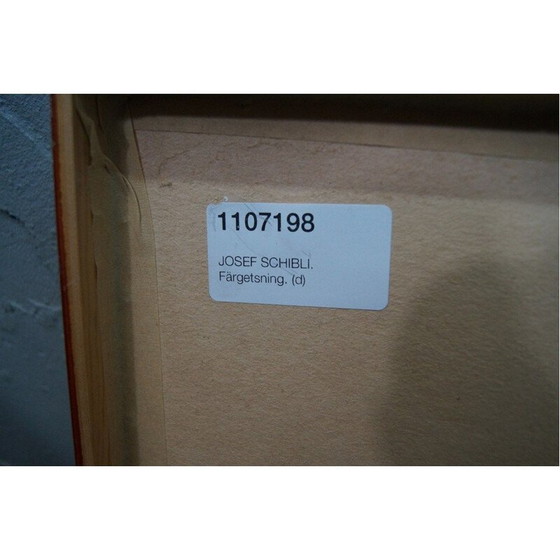 1107198
JOSEF SCHIBLI.
Färgetsning. (d)